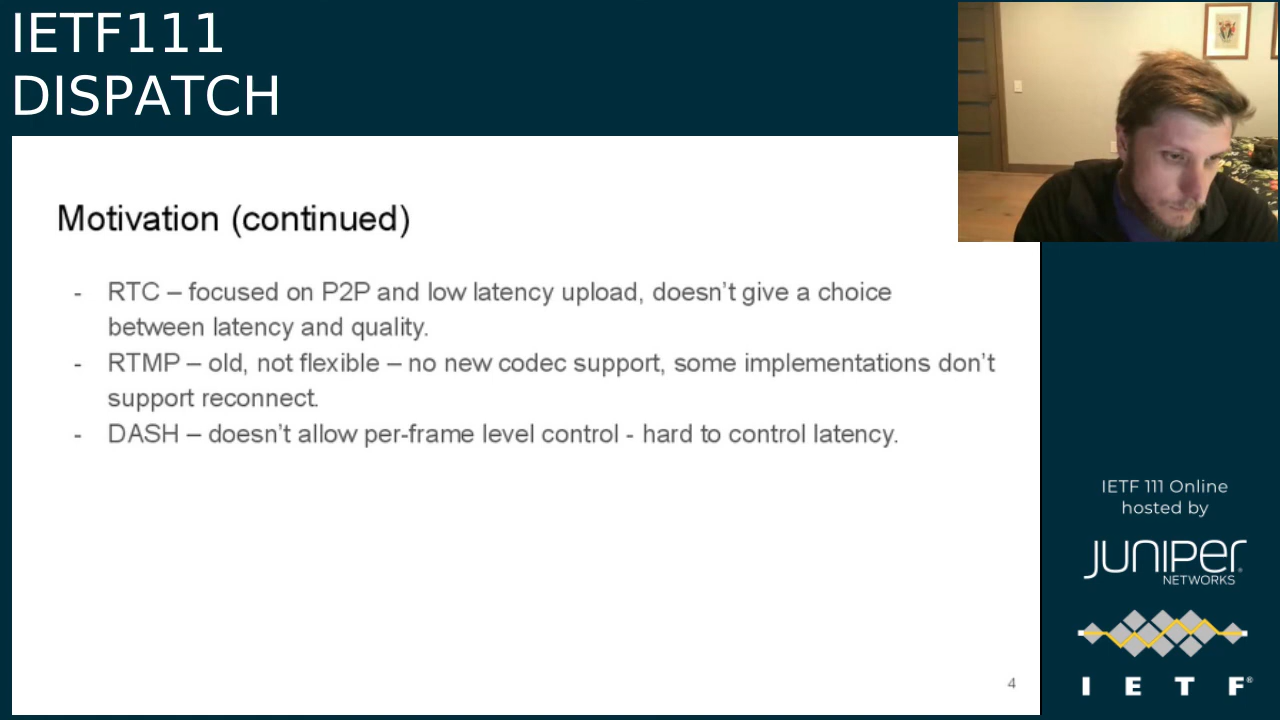 IETF111
DISPATCH
Motivation (continued)
- RTC – focused on P2P and low latency upload, doesn’t give a choice
between latency and quality.
- RTMP – old, not flexible – no new codec support, some implementations don’t
support reconnect.
- DASH – doesn’t allow per-frame level control - hard to control latency.
4
IETF 111 Online
hosted by
JUNIPEr
NETWORKS
I E T F®